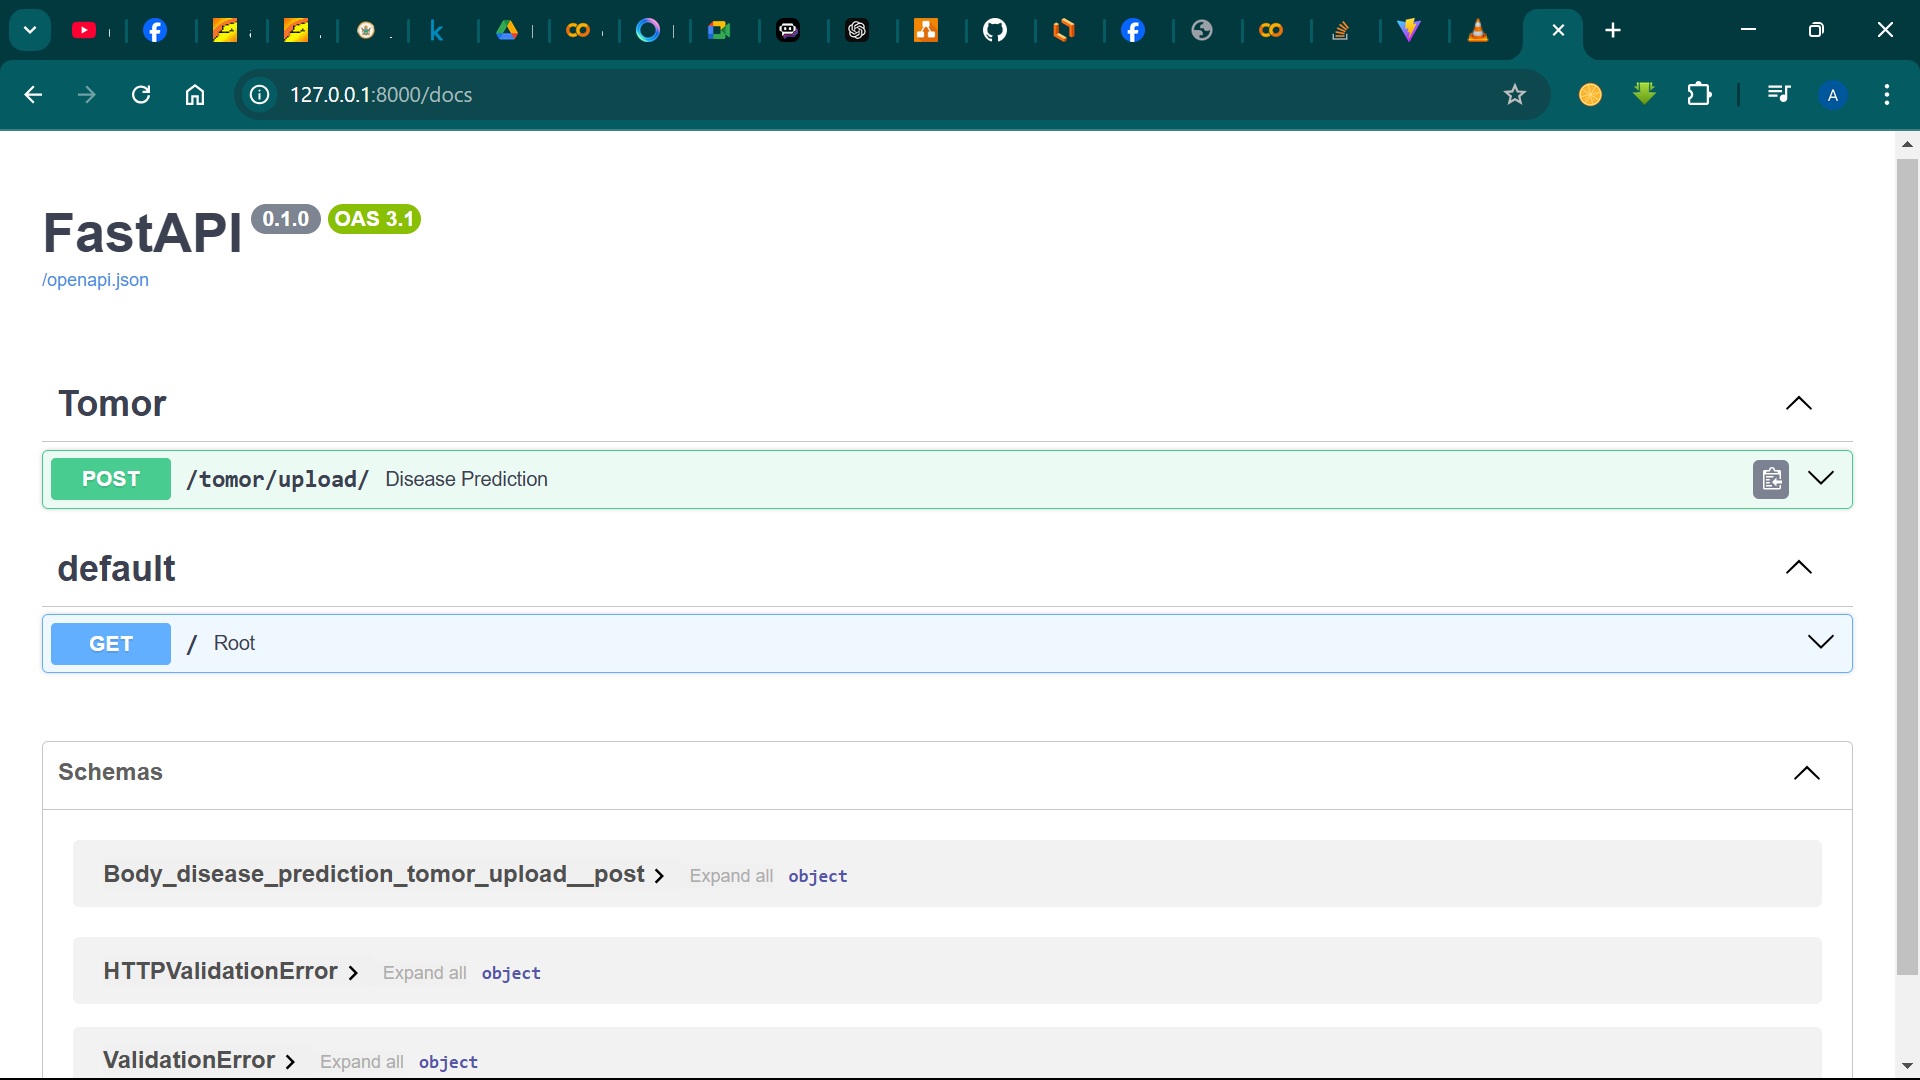 127.0.0.1:8000/docs
A
FastAPI 0.1.0 OAS 3.1
/openapi.json
Tomor
POST /tomor/upload/ Disease Prediction
default
GET / Root
Schemas
Body_disease_prediction_tomor_upload__post Expand all object
HTTPValidationError Expand all object
ValidationError Expand all object